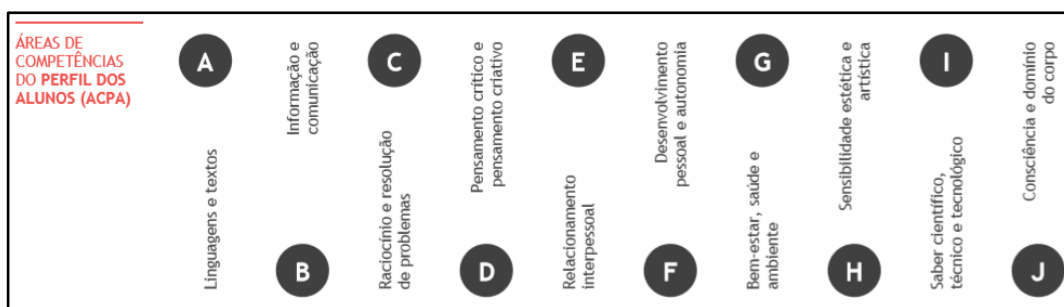 ÁREAS DE
COMPETÊNCIAS
DO PERFIL DOS
ALUNOS (ACPA)
A
Linguagens e textos
Informação e
comunicação
B
C
Raciocínio e resolução
de problemas
Pensamento crítico e
pensamento criativo
D
E
Relacionamento
interpessoal
Desenvolvimento
pessoal e autonomia
F
G
Bem-estar, saúde e
ambiente
Sensibilidade estética e
artística
H
I
Saber científico,
técnico e tecnológico
Consciência e domínio
do corpo
J